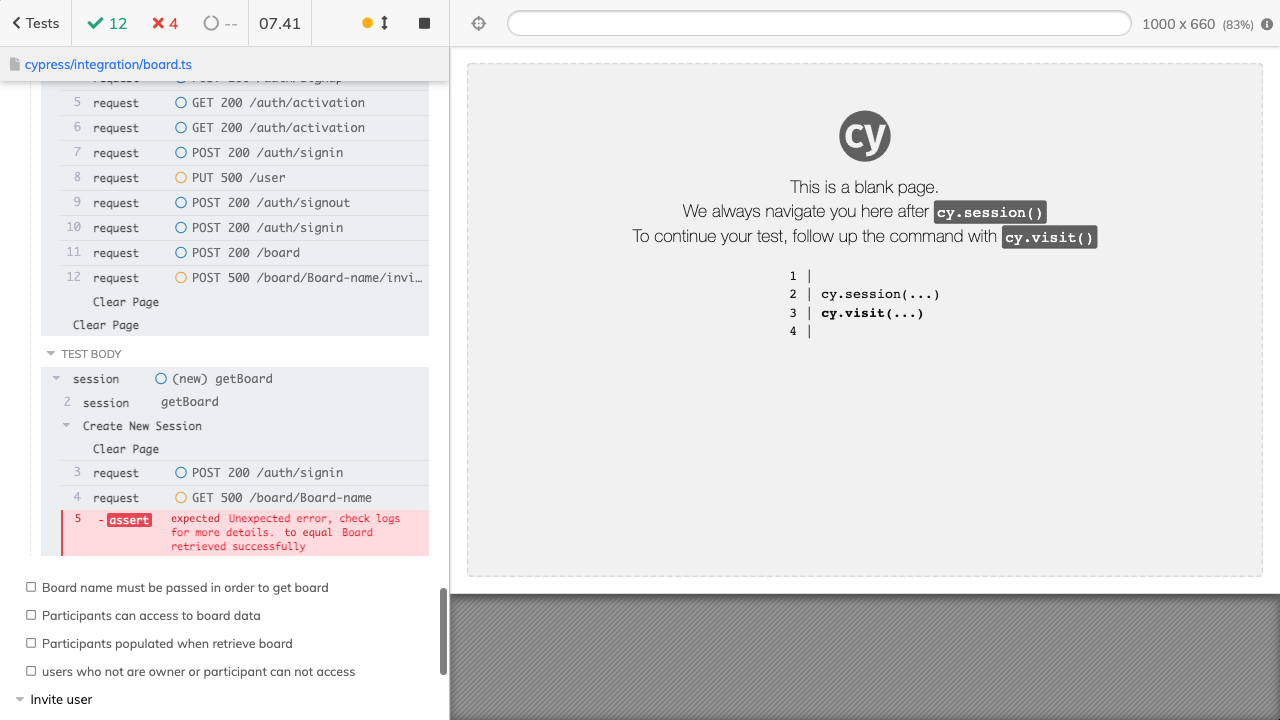 Tests
12
4
--
07.41
1000 x 660 (83%)
cypress/integration/board.ts
5 request GET 200 /auth/activation
6 request GET 200 /auth/activation
7 request POST 200 /auth/signin
8 request PUT 500 /user
9 request POST 200 /auth/signout
10 request POST 200 /auth/signin
11 request POST 200 /board
12 request POST 500 /board/Board-name/invi…
Clear Page
Clear Page
TEST BODY
session (new) getBoard
2 session getBoard
Create New Session
Clear Page
3 request POST 200 /auth/signin
4 request GET 500 /board/Board-name
5 -assert expected Unexpected error, check logs
for more details. to equal Board
retrieved successfully
Board name must be passed in order to get board
Participants can access to board data
Participants populated when retrieve board
users who not are owner or participant can not access
Invite user
cy
This is a blank page.
We always navigate you here after cy.session()
To continue your test, follow up the command with cy.visit()
1 |
2 | cy.session(...)
3 | cy.visit(...)
4 |